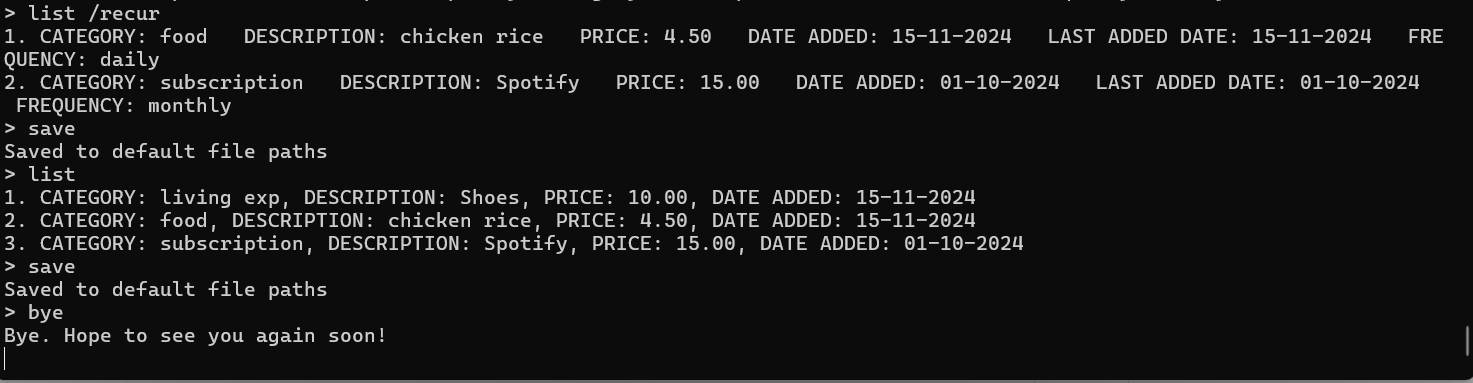 > list /recur
1. CATEGORY: food   DESCRIPTION: chicken rice   PRICE: 4.50   DATE ADDED: 15-11-2024   LAST ADDED DATE: 15-11-2024   FRE
QUENCY: daily
2. CATEGORY: subscription   DESCRIPTION: Spotify   PRICE: 15.00   DATE ADDED: 01-10-2024   LAST ADDED DATE: 01-10-2024
 FREQUENCY: monthly
> save
Saved to default file paths
> list
1. CATEGORY: living exp, DESCRIPTION: Shoes, PRICE: 10.00, DATE ADDED: 15-11-2024
2. CATEGORY: food, DESCRIPTION: chicken rice, PRICE: 4.50, DATE ADDED: 15-11-2024
3. CATEGORY: subscription, DESCRIPTION: Spotify, PRICE: 15.00, DATE ADDED: 01-10-2024
> save
Saved to default file paths
> bye
Bye. Hope to see you again soon!